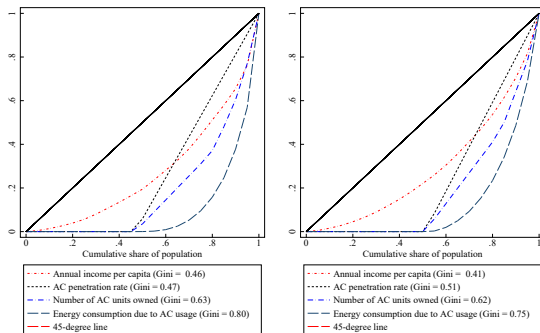 1
.8
.6
.4
.2
0
0 .2 .4 .6 .8 1
Cumulative share of population
Annual income per capita (Gini = 0.46)
AC penetration rate (Gini = 0.47)
Number of AC units owned (Gini = 0.63)
Energy consumption due to AC usage (Gini = 0.80)
45-degree line
1
.8
.6
.4
.2
0
0 .2 .4 .6 .8 1
Cumulative share of population
Annual income per capita (Gini = 0.41)
AC penetration rate (Gini = 0.51)
Number of AC units owned (Gini = 0.62)
Energy consumption due to AC usage (Gini = 0.75)
45-degree line